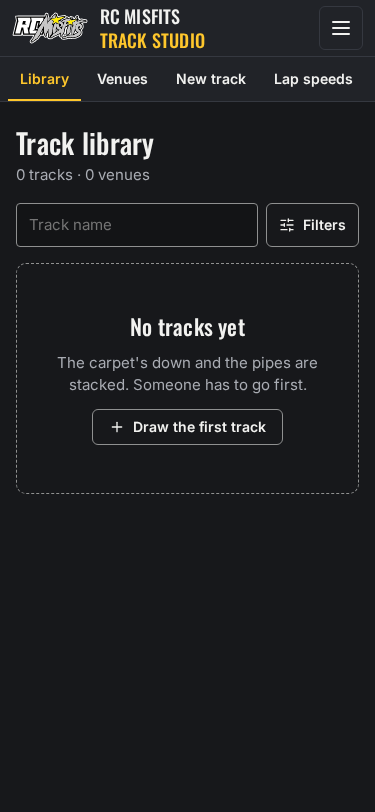 RC Misfits
RC MISFITS
TRACK STUDIO
Library
Venues
New track
Lap speeds
Track library
0 tracks · 0 venues
Track name
Filters
No tracks yet
The carpet's down and the pipes are
stacked. Someone has to go first.
Draw the first track